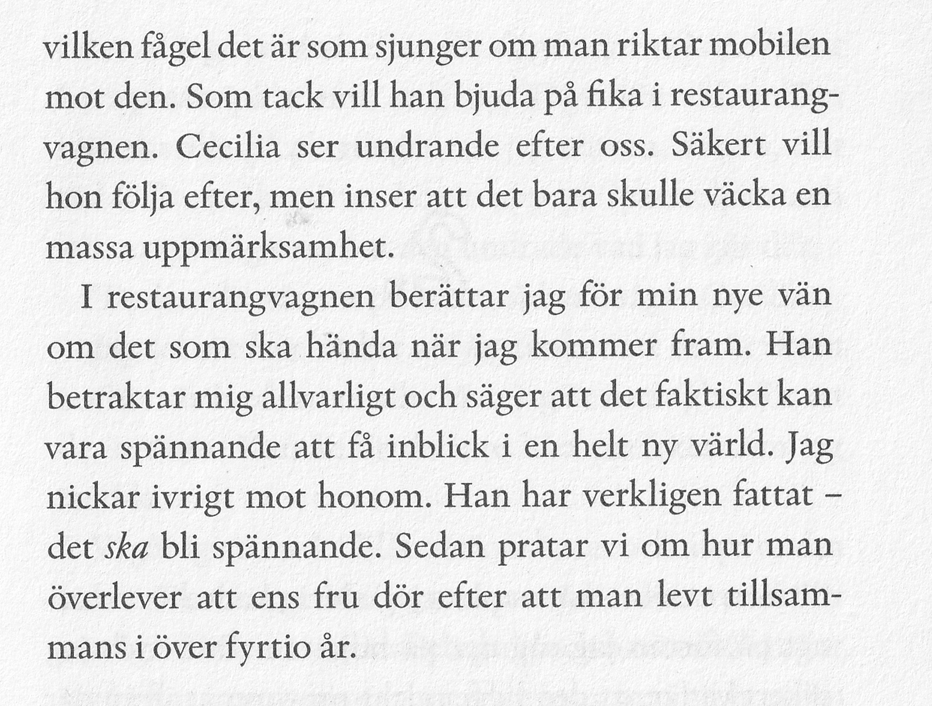 vilken fågel det är som sjunger om man riktar mobilen
mot den. Som tack vill han bjuda på fika i restaurang-
vagnen. Cecilia ser undrande efter oss. Säkert vill
hon följa efter, men inser att det bara skulle väcka en
massa uppmärksamhet.
I restaurangvagnen berättar jag för min nye vän
om det som ska hända när jag kommer fram. Han
betraktar mig allvarligt och säger att det faktiskt kan
vara spännande att få inblick i en helt ny värld. Jag
nickar ivrigt mot honom. Han har verkligen fattat –
det ska bli spännande. Sedan pratar vi om hur man
överlever att ens fru dör efter att man levt tillsam-
mans i över fyrtio år.